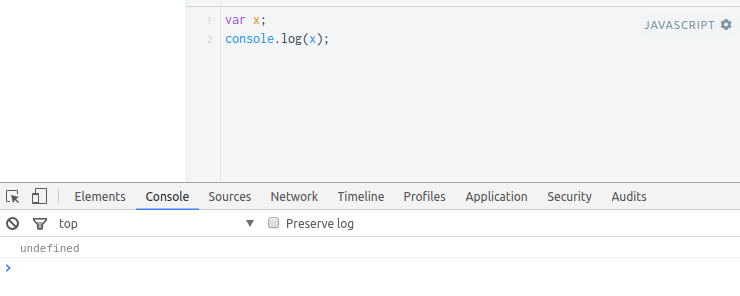 1 var x;
2 console.log(x);
JAVASCRIPT
Elements Console Sources Network Timeline Profiles Application Security Audits
top Preserve log
undefined
>